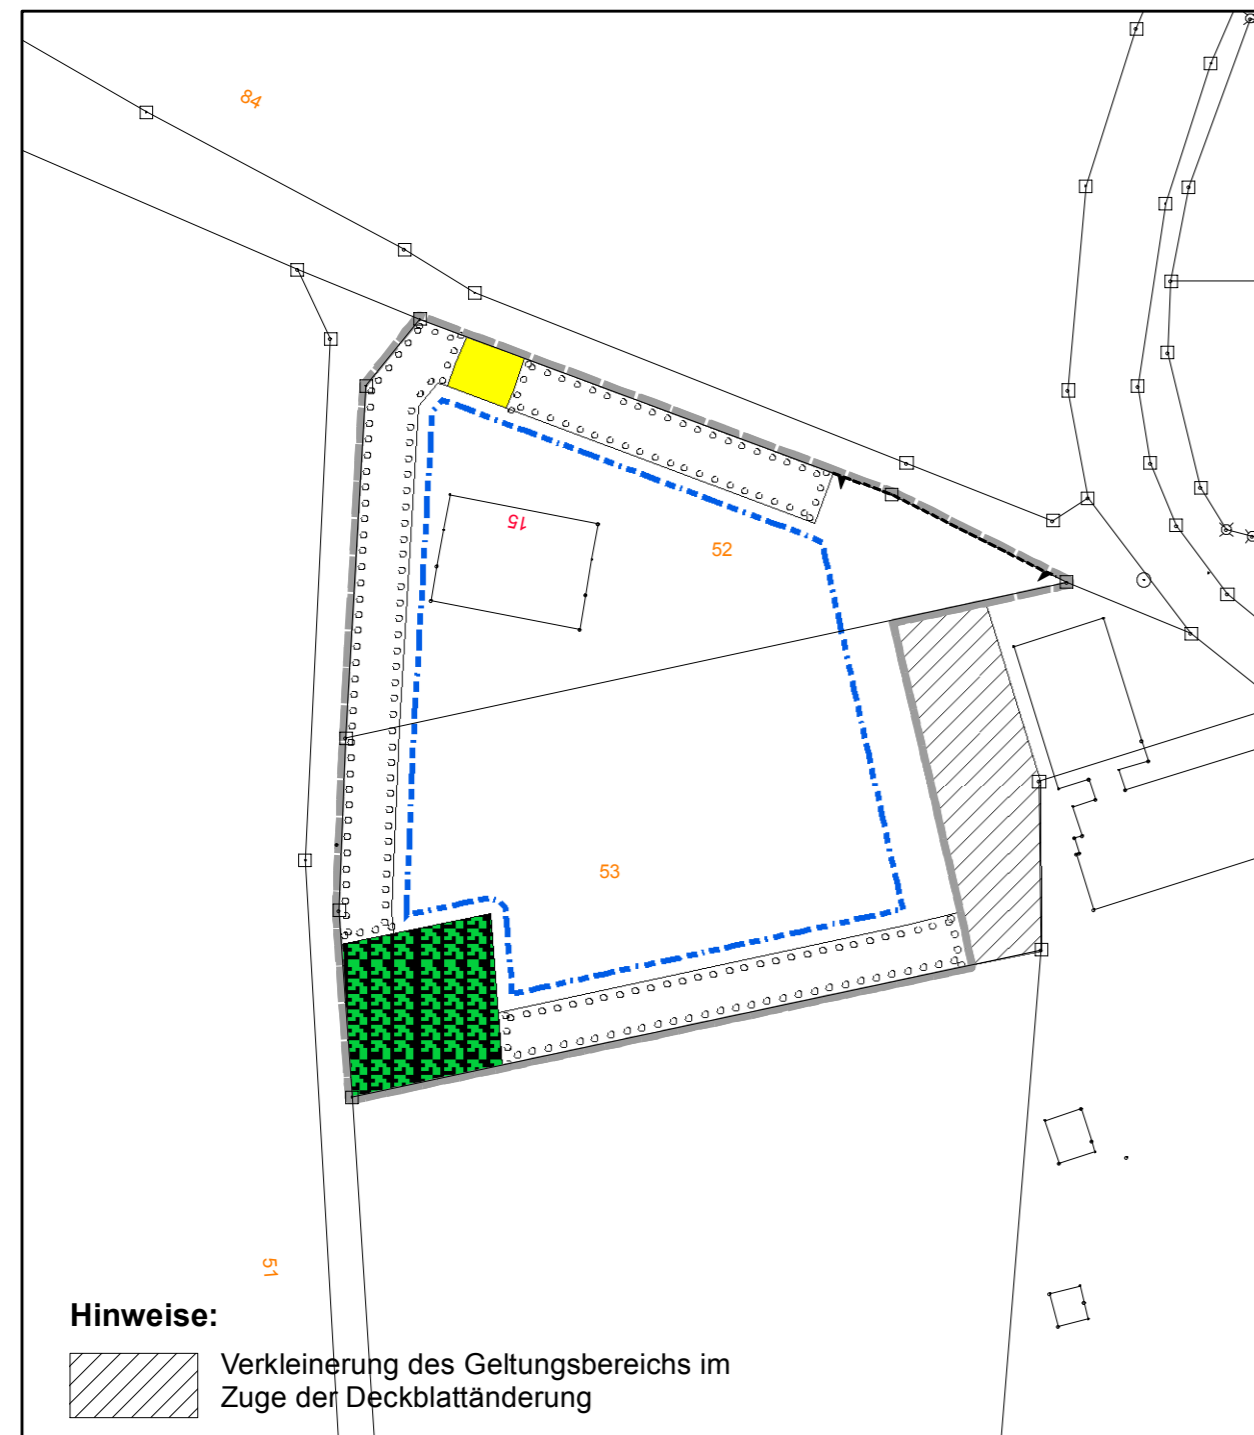 84
15
52
53
51
Hinweise:
Verkleinerung des Geltungsbereichs im
Zuge der Deckblattänderung